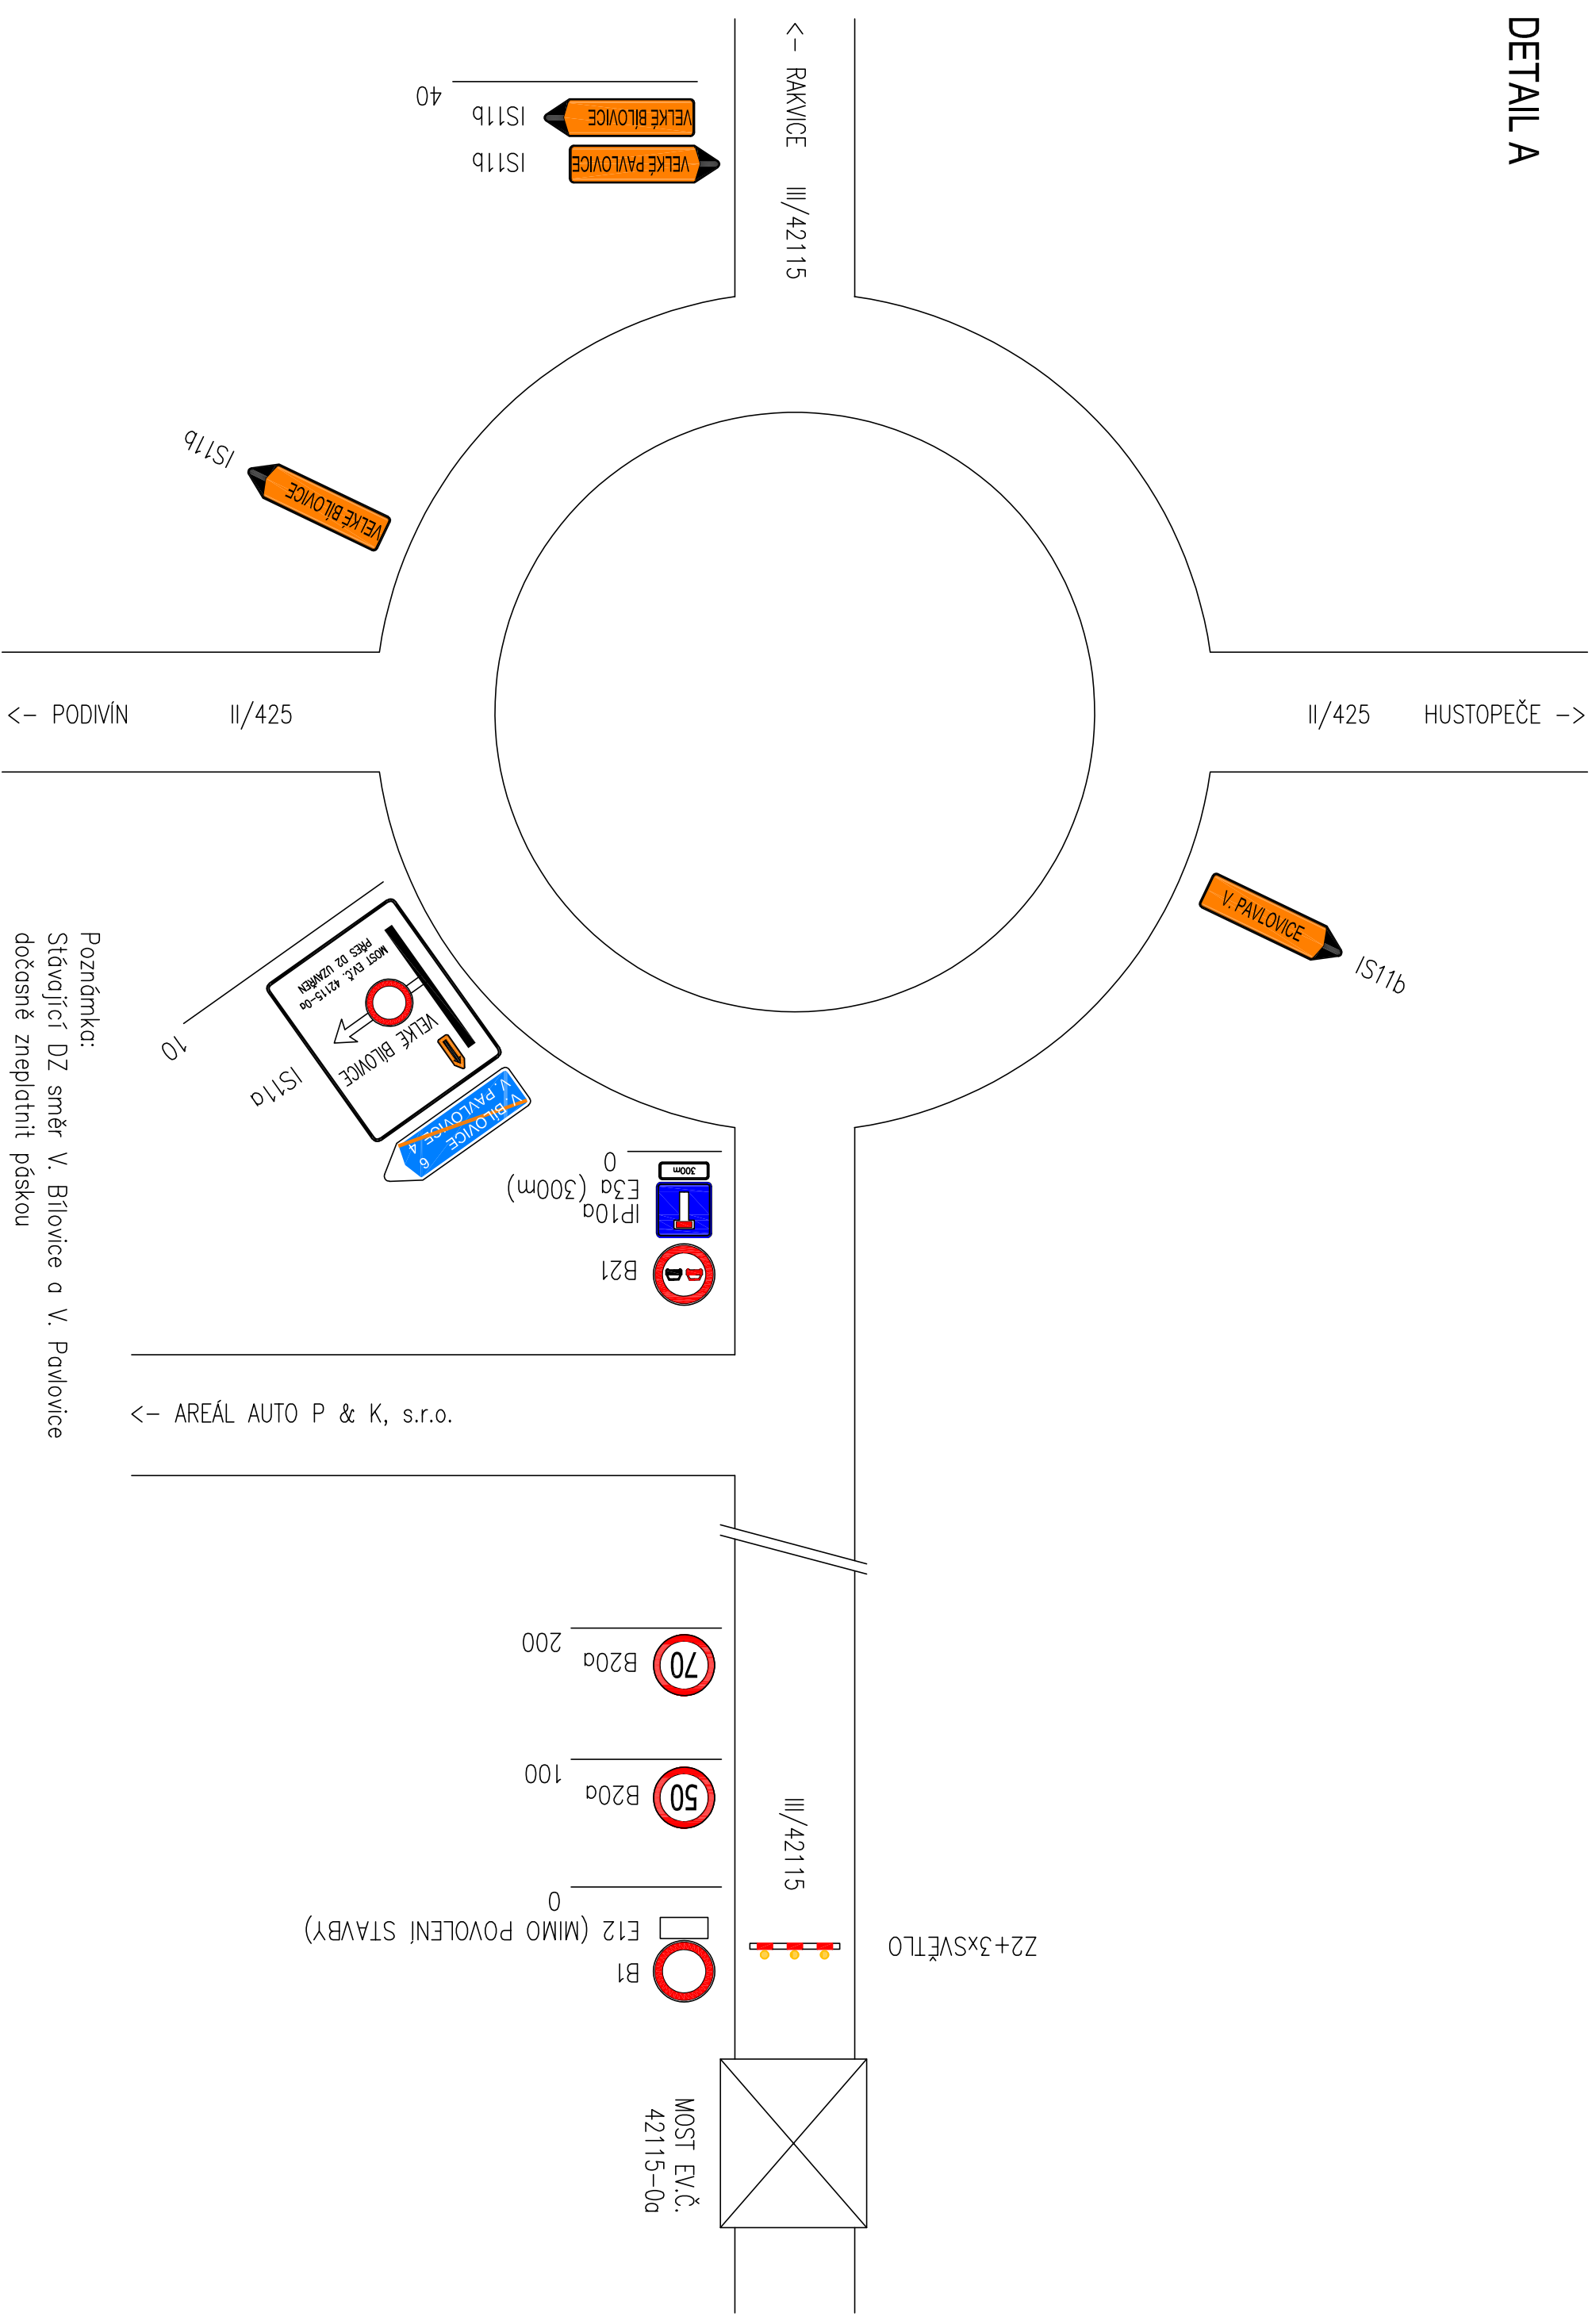 DETAIL A
<- RAKVICE III/42115
40
IS11b
VELKÉ BÍLOVICE
IS11b
VELKÉ PAVLOVICE
IS11b
VELKÉ BÍLOVICE
<- PODIVÍN II/425
II/425 HUSTOPEČE ->
V. PAVLOVICE
IS11b
10
IS11a
VELKÉ BÍLOVICE
MOST EV.Č. 42115-0a
PŘES D2 UZAVŘEN
V. BÍLOVICE 6
V. PAVLOVICE 4
0
E3a (300m)
300m
IP10a
B21
<- AREÁL AUTO P & K, s.r.o.
Poznámka:
Stávající DZ směr V. Bílovice a V. Pavlovice
dočasně zneplatnit páskou
200
B20a
70
100
B20a
50
III/42115
0
E12 (MIMO POVOLENÍ STAVBY)
B1
Z2+3xSVĚTLO
MOST EV.Č.
42115-0a